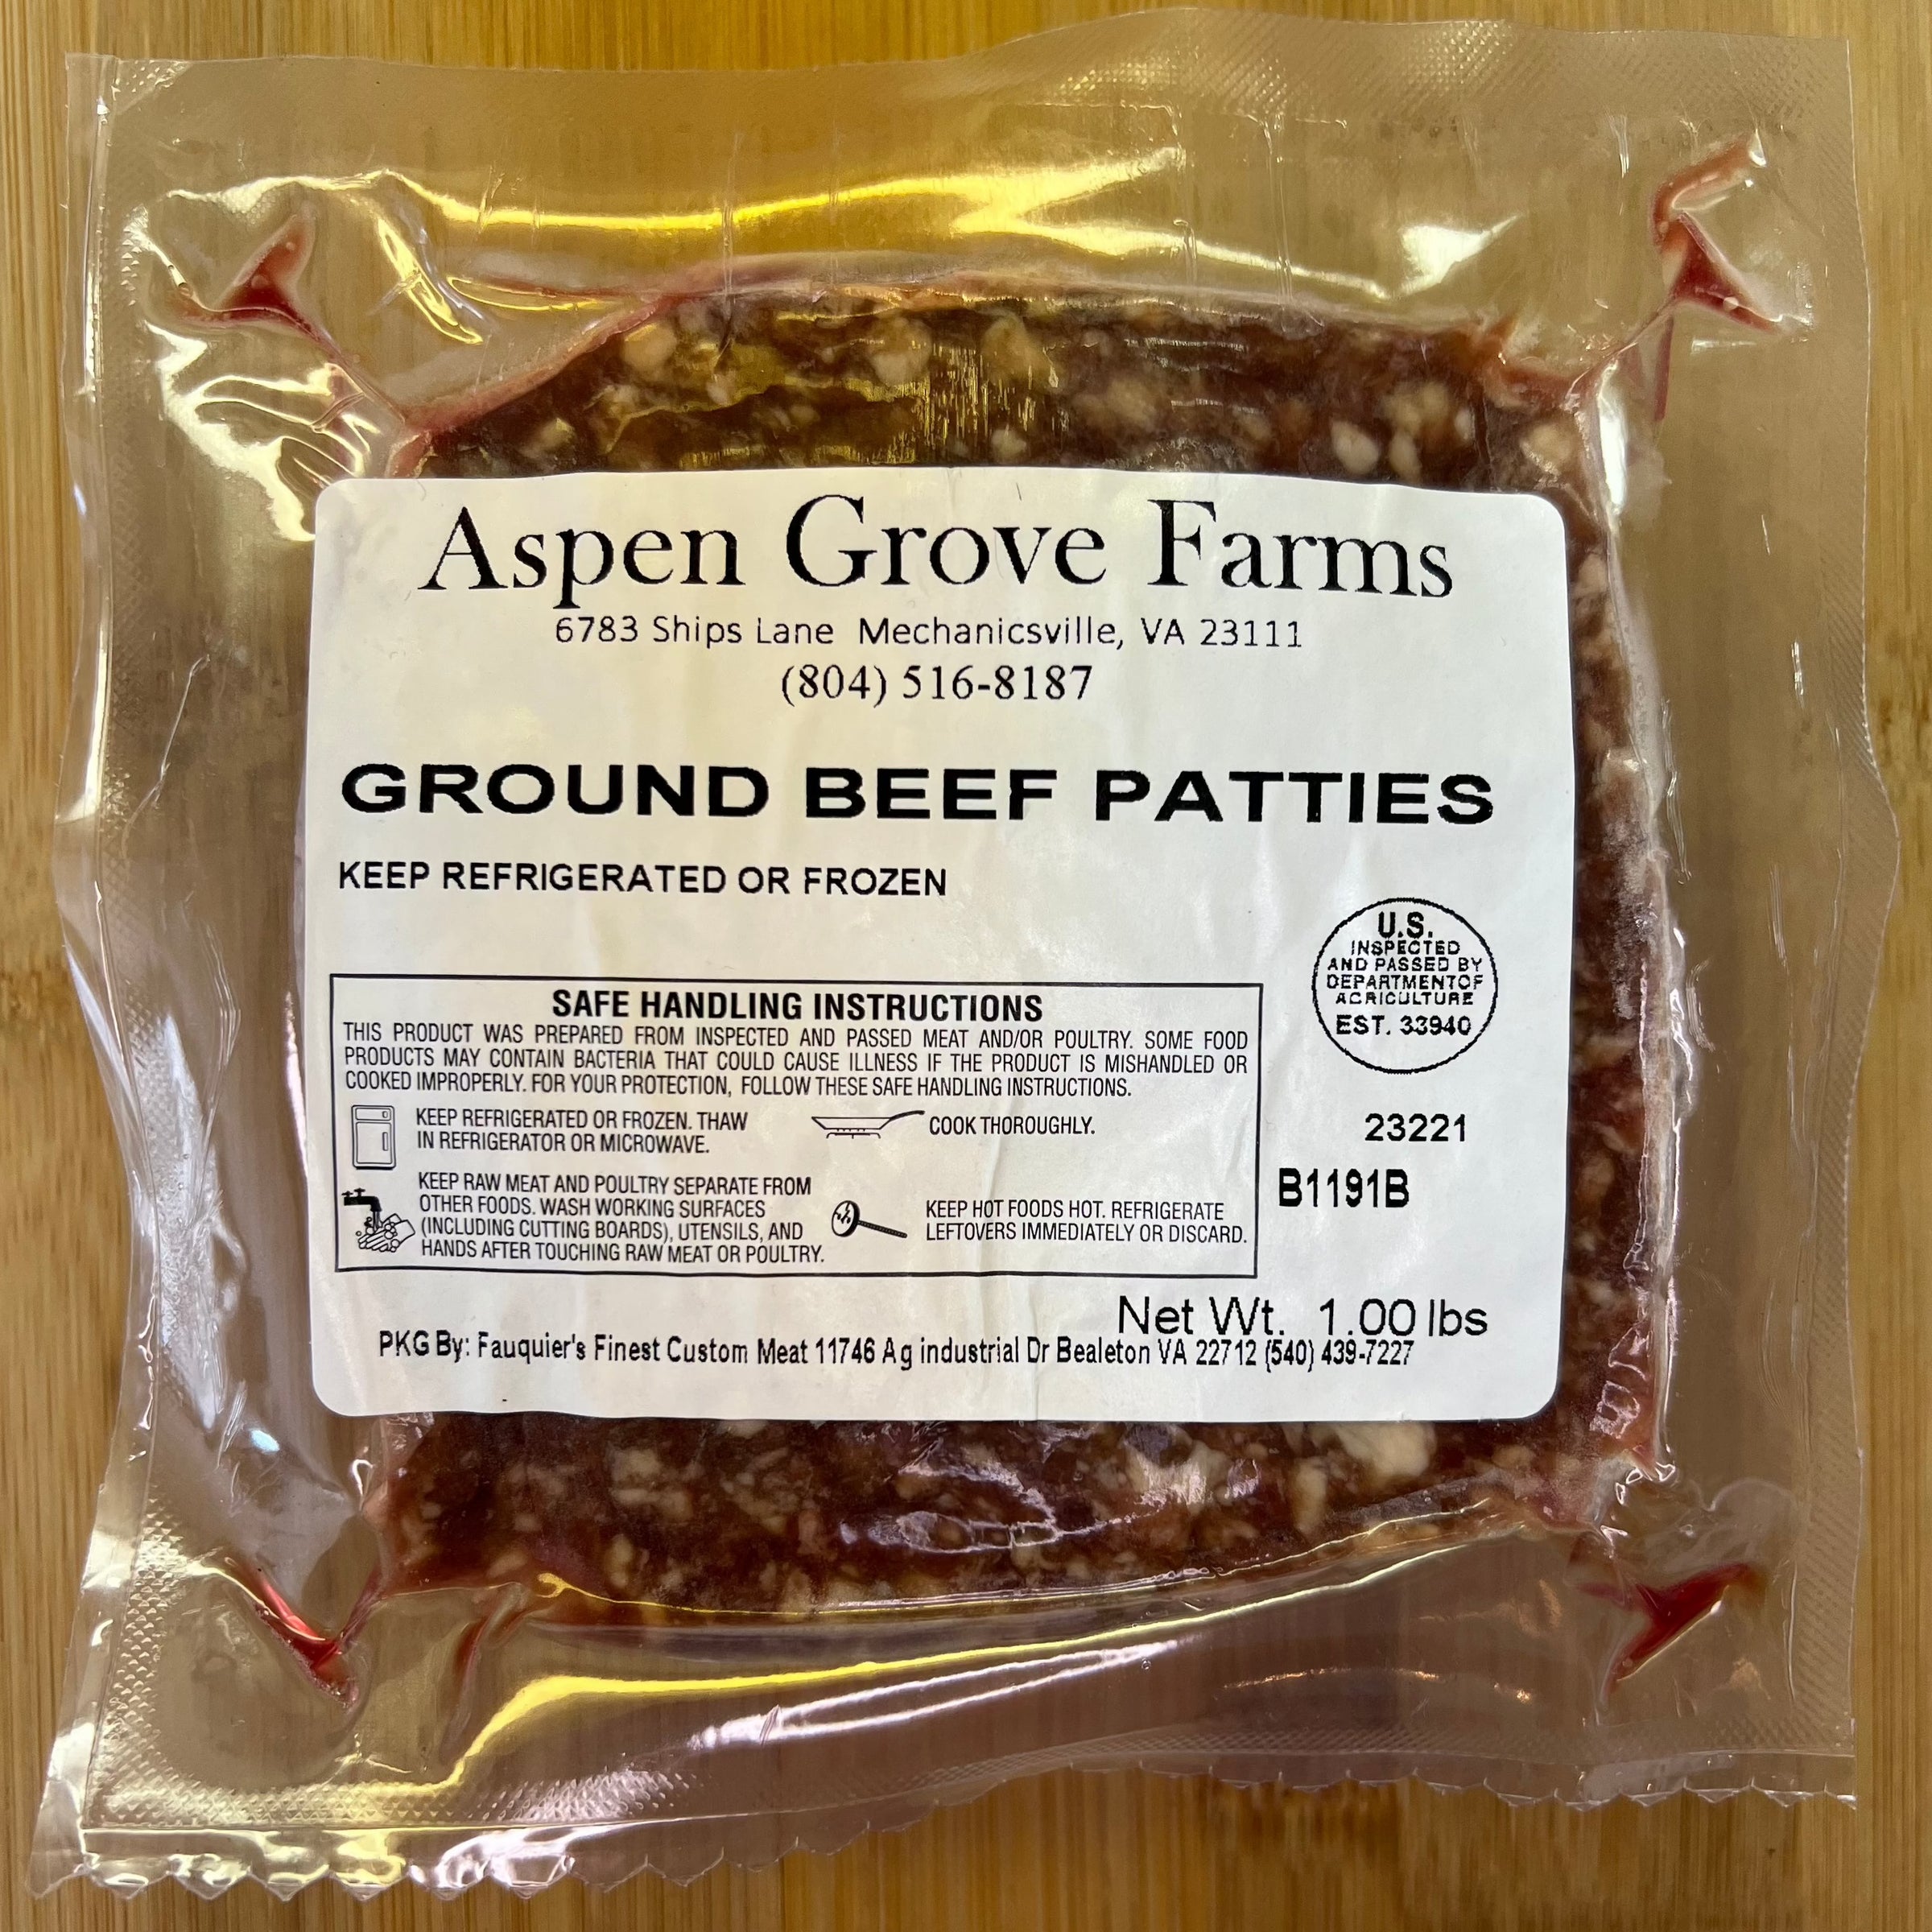 Aspen Grove Farms
6783 Ships Lane Mechanicsville, VA 23111
(804) 516-8187
GROUND BEEF PATTIES
KEEP REFRIGERATED OR FROZEN
U.S.
INSPECTED
AND PASSED BY
DEPARTMENTOF
AGRICULTURE
EST. 33940
SAFE HANDLING INSTRUCTIONS
THIS PRODUCT WAS PREPARED FROM INSPECTED AND PASSED MEAT AND/OR POULTRY. SOME FOOD
PRODUCTS MAY CONTAIN BACTERIA THAT COULD CAUSE ILLNESS IF THE PRODUCT IS MISHANDLED OR
COOKED IMPROPERLY. FOR YOUR PROTECTION, FOLLOW THESE SAFE HANDLING INSTRUCTIONS.
KEEP REFRIGERATED OR FROZEN. THAW
IN REFRIGERATOR OR MICROWAVE.
COOK THOROUGHLY.
KEEP RAW MEAT AND POULTRY SEPARATE FROM
OTHER FOODS. WASH WORKING SURFACES
(INCLUDING CUTTING BOARDS), UTENSILS, AND
HANDS AFTER TOUCHING RAW MEAT OR POULTRY.
KEEP HOT FOODS HOT. REFRIGERATE
LEFTOVERS IMMEDIATELY OR DISCARD.
23221
B1191B
Net Wt. 1.00 lbs
PKG By: Fauquier's Finest Custom Meat 11746 Ag industrial Dr Bealeton VA 22712 (540) 439-7227